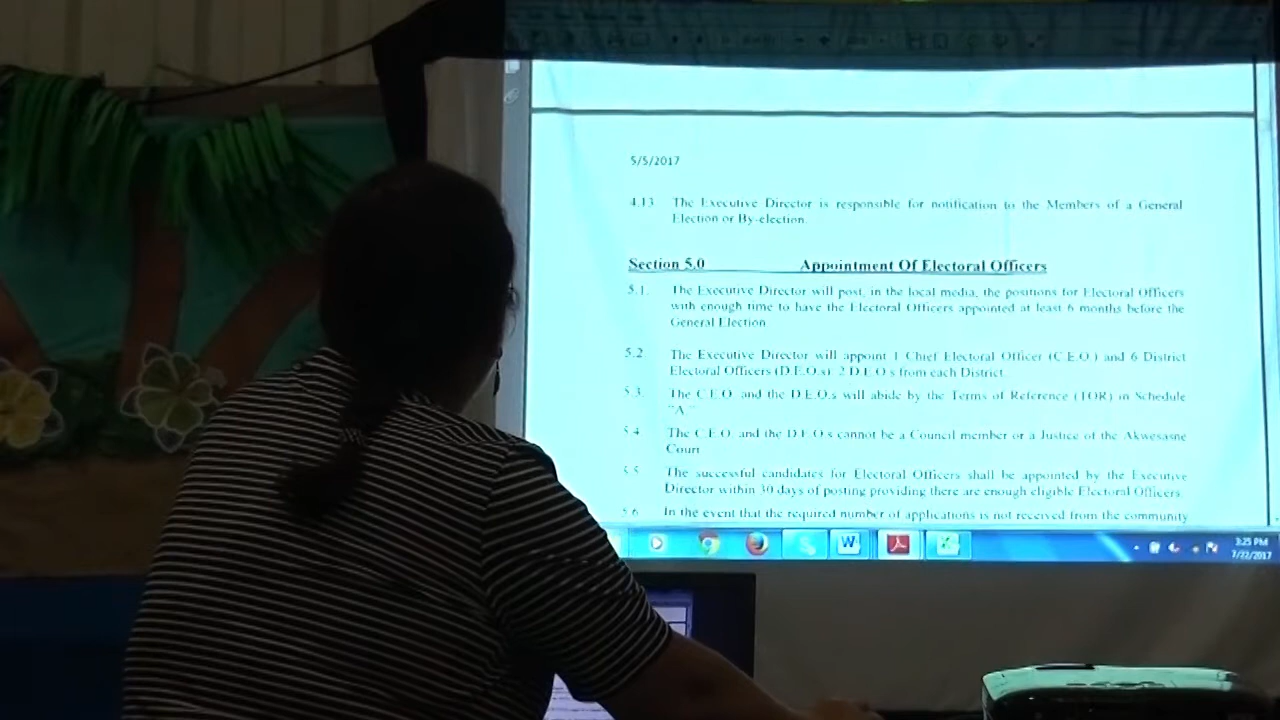 5/5/2017
4.13 The Executive Director is responsible for notification to the Members of a General
Election or By-election.
Section 5.0 Appointment Of Electoral Officers
5.1. The Executive Director will post, in the local media, the positions for Electoral Officers
with enough time to have the Electoral Officers appointed at least 6 months before the
General Election
5.2 The Executive Director will appoint 1 Chief Electoral Officer (C.E.O.) and 6 District
Electoral Officers (D.E.O.s) 2 D.E.O.s from each District.
5.3. The C.E.O. and the D.E.O.s will abide by the Terms of Reference (TOR) in Schedule
"A."
5.4 The C.E.O. and the D.E.O.s cannot be a Council member or a Justice of the Akwesasne
Court
5.5 The successful candidates for Electoral Officers shall be appointed by the Executive
Director within 30 days of posting providing there are enough eligible Electoral Officers.
5.6 In the event that the required number of applications is not received from the community
3:25 PM
7/22/2017